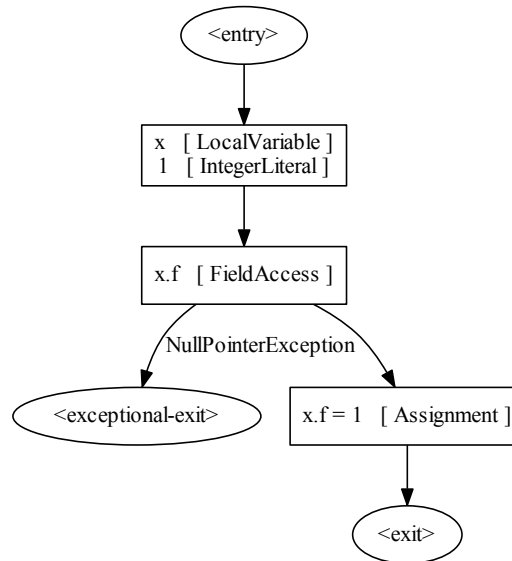 <entry>
x [ LocalVariable ]
1 [ IntegerLiteral ]
x.f [ FieldAccess ]
NullPointerException
<exceptional-exit>
x.f = 1 [ Assignment ]
<exit>